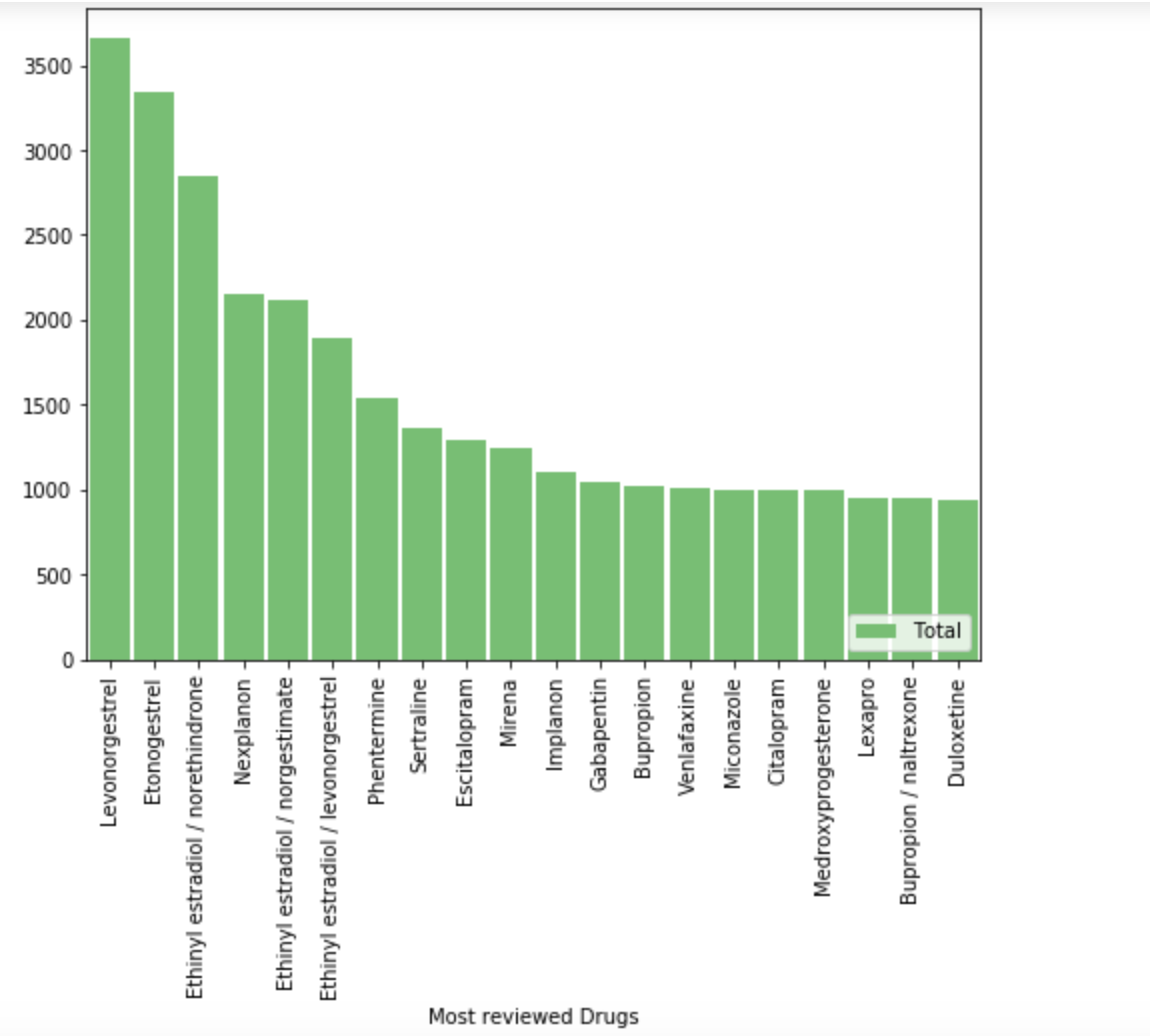 3500
3000
2500
2000
1500
1000
500
0
Total
Levonorgestrel
Etonogestrel
Ethinyl estradiol / norethindrone
Nexplanon
Ethinyl estradiol / norgestimate
Ethinyl estradiol / levonorgestrel
Phentermine
Sertraline
Escitalopram
Mirena
Implanon
Gabapentin
Bupropion
Venlafaxine
Miconazole
Citalopram
Medroxyprogesterone
Lexapro
Bupropion / naltrexone
Duloxetine
Most reviewed Drugs